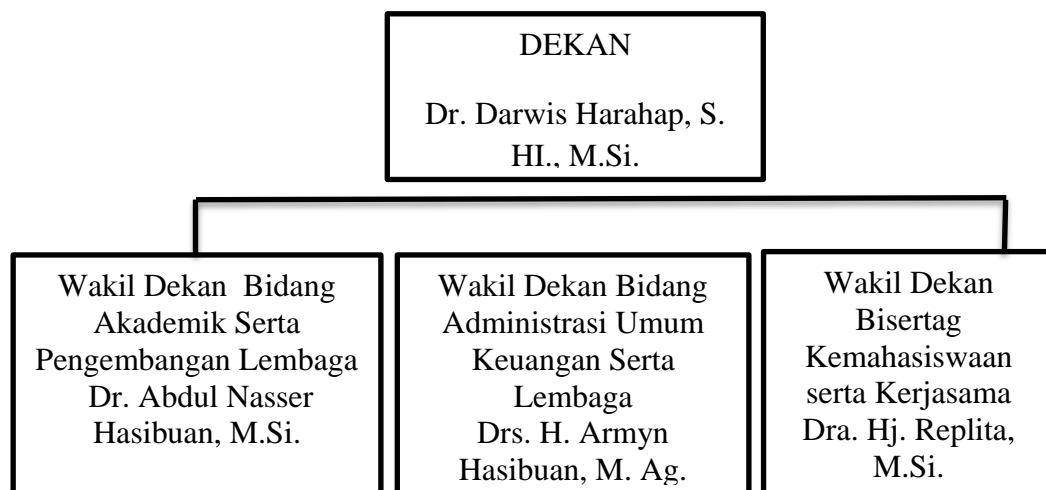 DEKAN
Dr. Darwis Harahap, S.
HI., M.Si.
Wakil Dekan  Bidang
Akademik Serta
Pengembangan Lembaga
Dr. Abdul Nasser
Hasibuan, M.Si.
Wakil Dekan Bidang
Administrasi Umum
Keuangan Serta
Lembaga
Drs. H. Armyn
Hasibuan, M. Ag.
Wakil Dekan
Bisertag
Kemahasiswaan
serta Kerjasama
Dra. Hj. Replita,
M.Si.